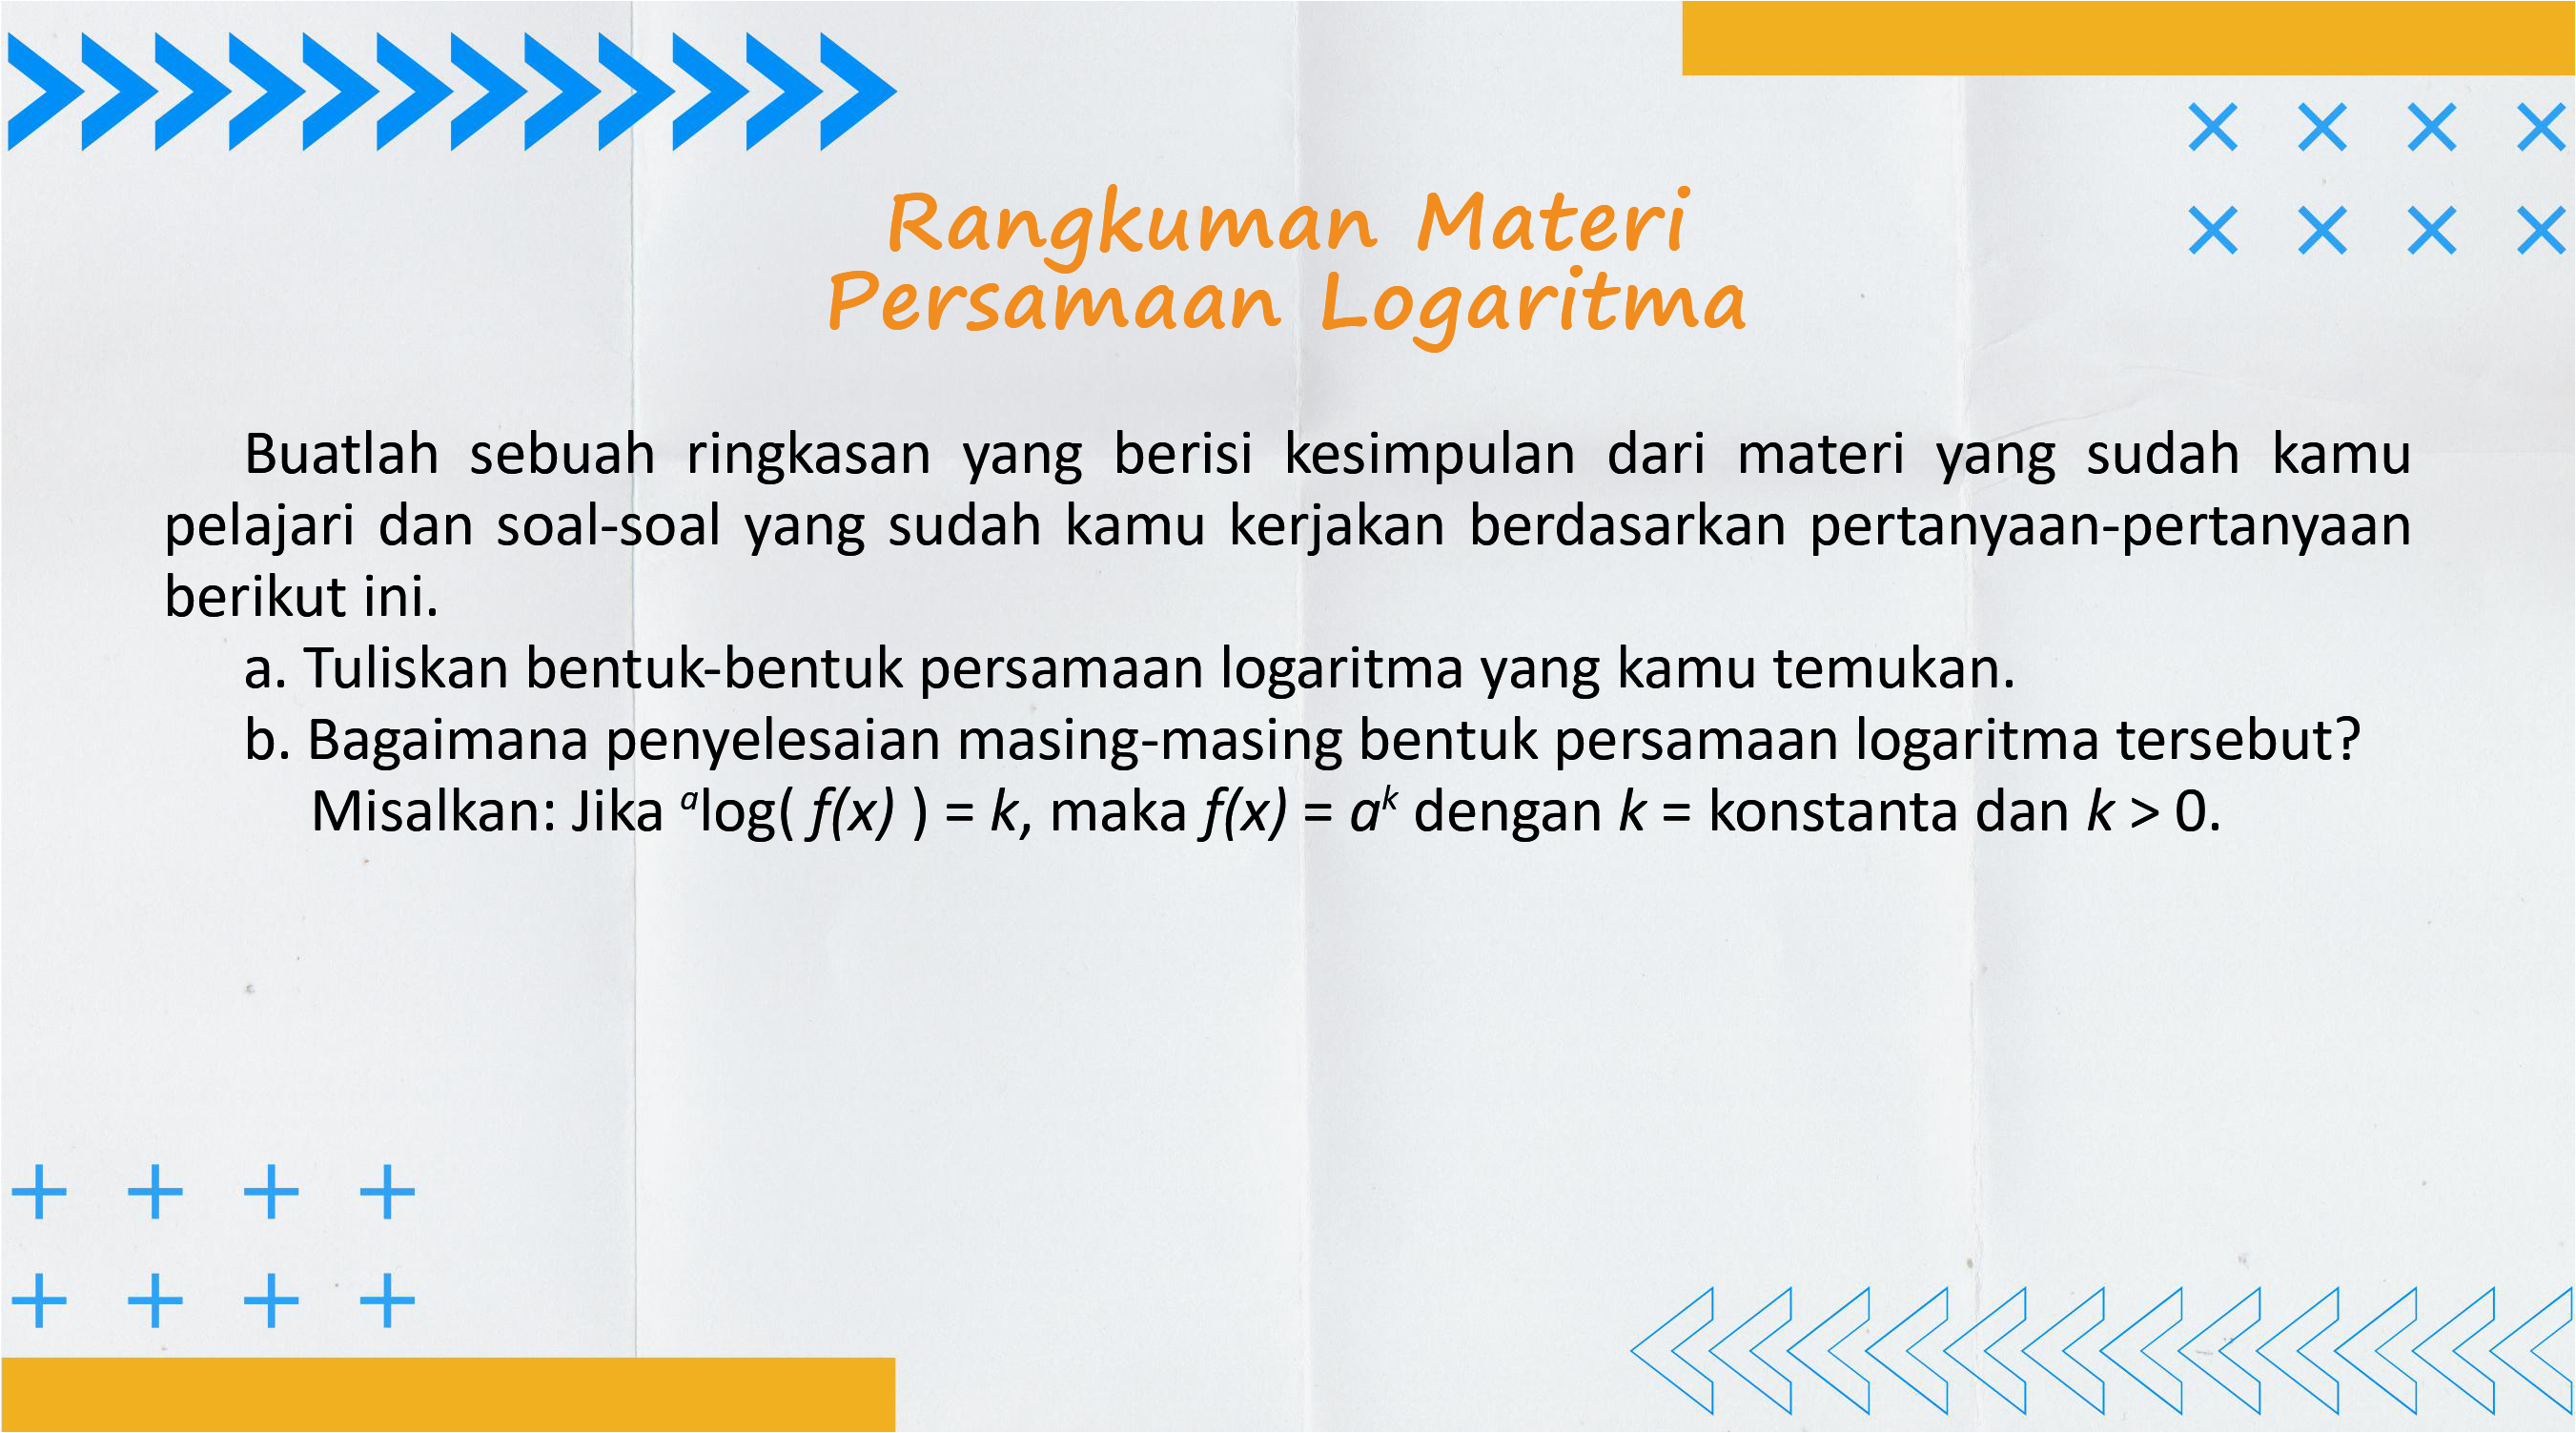 Rangkuman Materi
Persamaan Logaritma
Buatlah sebuah ringkasan yang berisi kesimpulan dari materi yang sudah kamu
pelajari dan soal-soal yang sudah kamu kerjakan berdasarkan pertanyaan-pertanyaan
berikut ini.
a. Tuliskan bentuk-bentuk persamaan logaritma yang kamu temukan.
b. Bagaimana penyelesaian masing-masing bentuk persamaan logaritma tersebut?
Misalkan: Jika ᵃlog( f(x) ) = k, maka f(x) = aᵏ dengan k = konstanta dan k > 0.